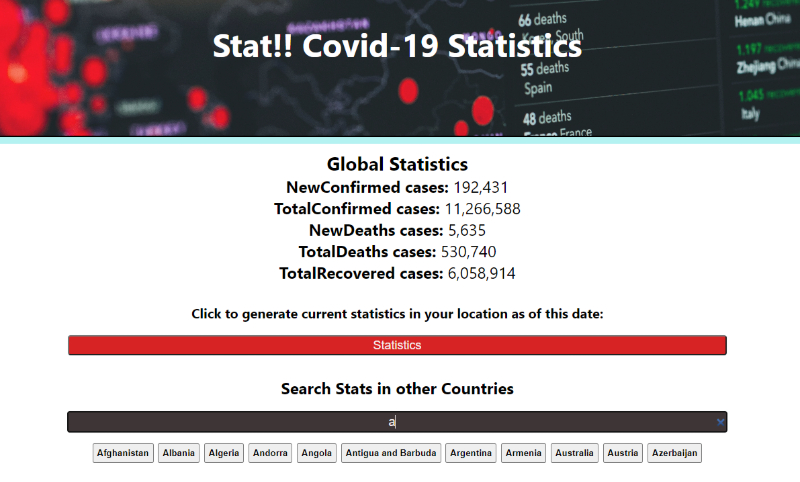 66 deaths
South
55 deaths
Spain
48 deaths
France France
1.249
Henan China
1.197
Zhejiang China
1.045
Italy
Stat!! Covid-19 Statistics
Global Statistics
NewConfirmed cases: 192,431
TotalConfirmed cases: 11,266,588
NewDeaths cases: 5,635
TotalDeaths cases: 530,740
TotalRecovered cases: 6,058,914
Click to generate current statistics in your location as of this date:
Statistics
Search Stats in other Countries
a
Afghanistan Albania Algeria Andorra Angola Antigua and Barbuda Argentina Armenia Australia Austria Azerbaijan